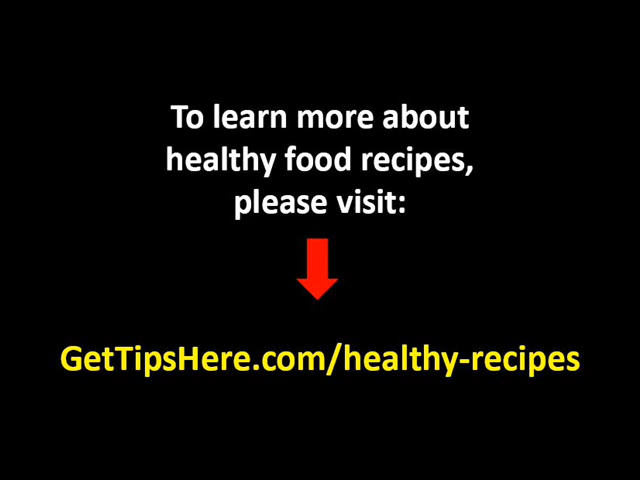 To learn more about
healthy food recipes,
please visit:
GetTipsHere.com/healthy-recipes